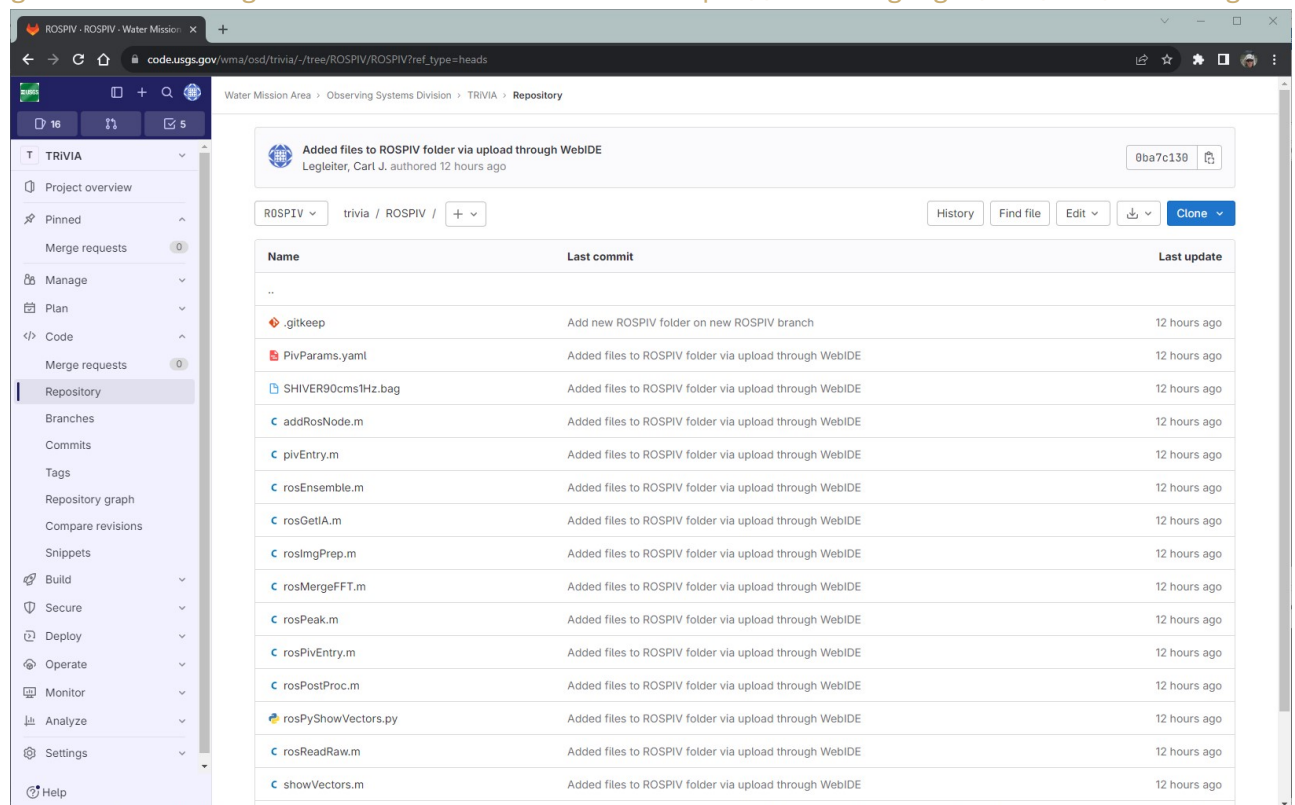 ROSPIV · ROSPIV · Water Mission
code.usgs.gov/wma/osd/trivia/-/tree/ROSPIV/ROSPIV?ref_type=heads
USGS
16
5
T TRiVIA
Project overview
Pinned
Merge requests 0
Manage
Plan
Code
Merge requests 0
Repository
Branches
Commits
Tags
Repository graph
Compare revisions
Snippets
Build
Secure
Deploy
Operate
Monitor
Analyze
Settings
Help
Water Mission Area › Observing Systems Division › TRiVIA › Repository
Added files to ROSPIV folder via upload through WebIDE
Legleiter, Carl J. authored 12 hours ago
0ba7c130
ROSPIV trivia / ROSPIV / +
History Find file Edit Clone
Name Last commit Last update
..
.gitkeep Add new ROSPIV folder on new ROSPIV branch 12 hours ago
PivParams.yaml Added files to ROSPIV folder via upload through WebIDE 12 hours ago
SHIVER90cms1Hz.bag Added files to ROSPIV folder via upload through WebIDE 12 hours ago
C addRosNode.m Added files to ROSPIV folder via upload through WebIDE 12 hours ago
C pivEntry.m Added files to ROSPIV folder via upload through WebIDE 12 hours ago
C rosEnsemble.m Added files to ROSPIV folder via upload through WebIDE 12 hours ago
C rosGetIA.m Added files to ROSPIV folder via upload through WebIDE 12 hours ago
C rosImgPrep.m Added files to ROSPIV folder via upload through WebIDE 12 hours ago
C rosMergeFFT.m Added files to ROSPIV folder via upload through WebIDE 12 hours ago
C rosPeak.m Added files to ROSPIV folder via upload through WebIDE 12 hours ago
C rosPivEntry.m Added files to ROSPIV folder via upload through WebIDE 12 hours ago
C rosPostProc.m Added files to ROSPIV folder via upload through WebIDE 12 hours ago
rosPyShowVectors.py Added files to ROSPIV folder via upload through WebIDE 12 hours ago
C rosReadRaw.m Added files to ROSPIV folder via upload through WebIDE 12 hours ago
C showVectors.m Added files to ROSPIV folder via upload through WebIDE 12 hours ago